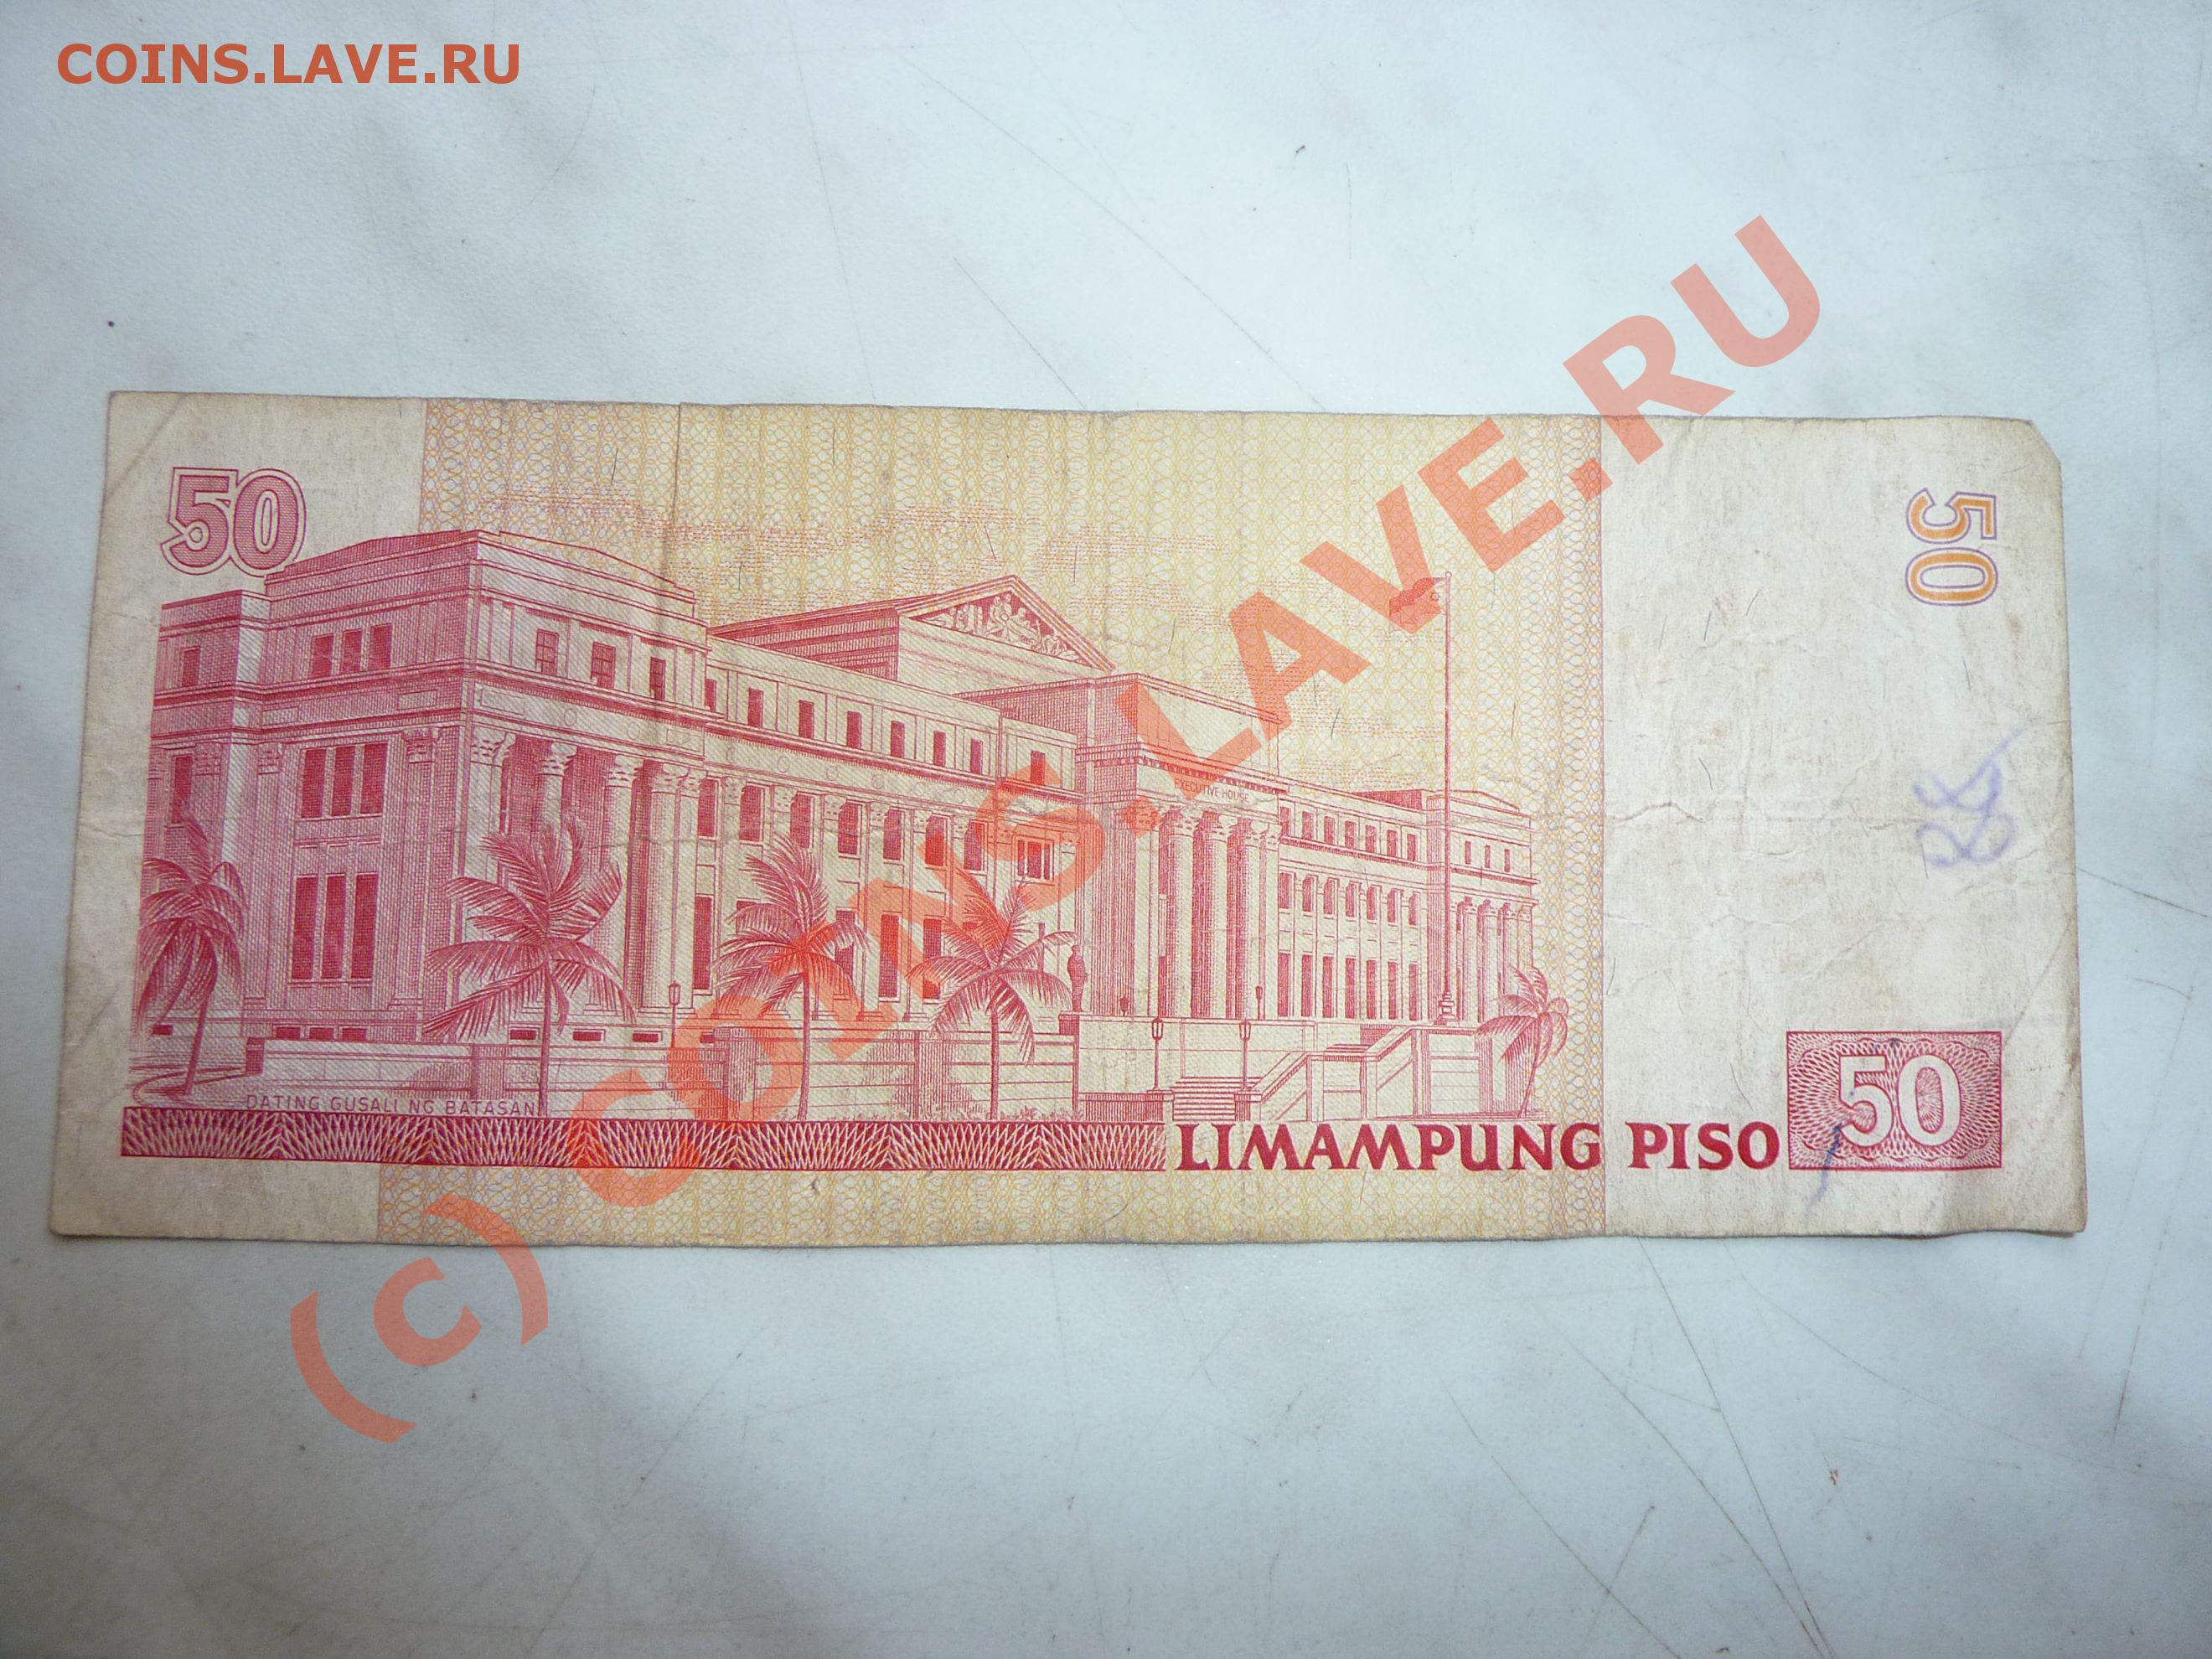 COINS.LAVE.RU
50
50
EXECUTIVE HOUSE
DATING GUSALI NG BATASAN
LIMAMPUNG PISO 50
(c) COINS.LAVE.RU